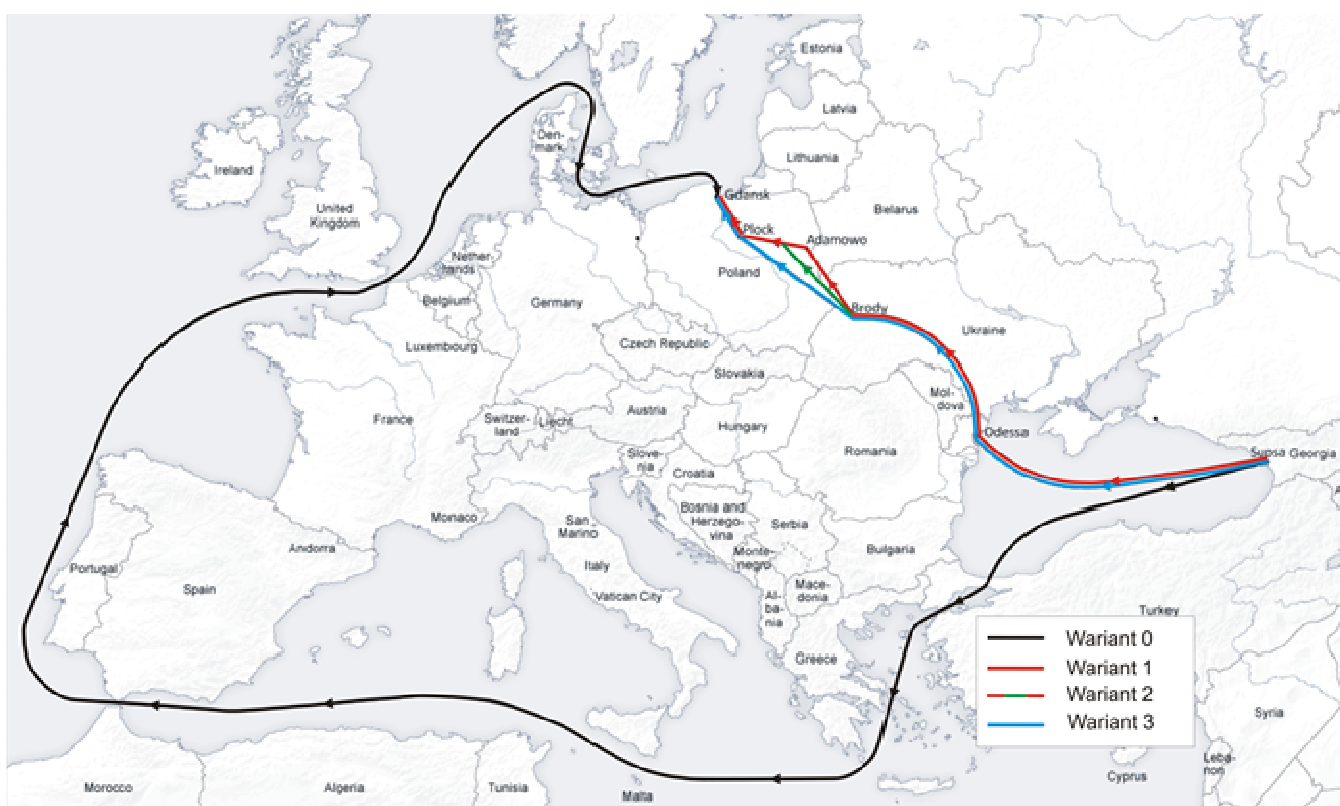 Estonia
Latvia
Den-
mark
Lithuania
Ireland
Gdansk
United
Kingdom
Belarus
Plock
Adamowo
Nether-
lands
Poland
Belgium
Germany
Brody
Ukraine
Luxembourg
Czech Republic
Slovakia
Mol-
dova
France
Switzer-
land
Liecht
Austria
Hungary
Odessa
Romania
Slove-
nia
Croatia
Supsa
Georgia
Monaco
San
Marino
Bosnia and
Herzego-
vina
Serbia
Andorra
Monte-
negro
Bulgaria
Portugal
Spain
Italy
Vatican City
Al-
ba-
nia
Mace-
donia
Turkey
Greece
Wariant 0
Wariant 1
Wariant 2
Wariant 3
Syria
Leba-
non
Cyprus
Morocco
Algeria
Tunisia
Malta